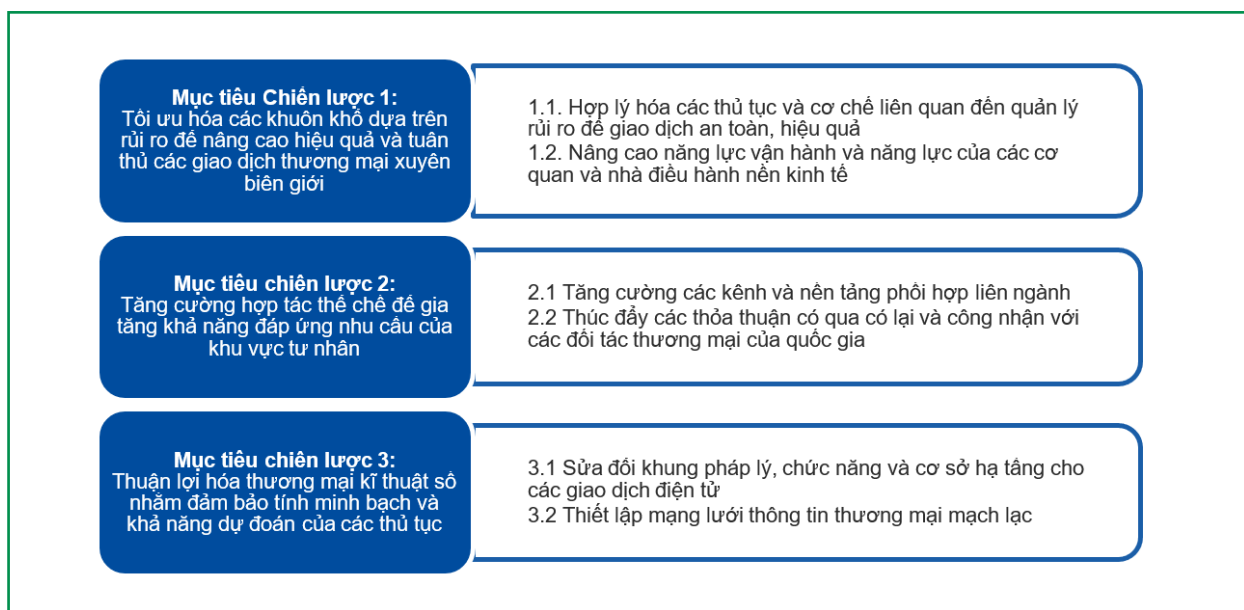 Mục tiêu Chiến lược 1:
Tối ưu hóa các khuôn khổ dựa trên
rủi ro để nâng cao hiệu quả và tuân
thủ các giao dịch thương mại xuyên
biên giới
1.1. Hợp lý hóa các thủ tục và cơ chế liên quan đến quản lý
rủi ro để giao dịch an toàn, hiệu quả
1.2. Nâng cao năng lực vận hành và năng lực của các cơ
quan và nhà điều hành nền kinh tế
Mục tiêu chiến lược 2:
Tăng cường hợp tác thể chế để gia
tăng khả năng đáp ứng nhu cầu của
khu vực tư nhân
2.1 Tăng cường các kênh và nền tảng phối hợp liên ngành
2.2 Thúc đẩy các thỏa thuận có qua có lại và công nhận với
các đối tác thương mại của quốc gia
Mục tiêu chiến lược 3:
Thuận lợi hóa thương mại kĩ thuật số
nhằm đảm bảo tính minh bạch và
khả năng dự đoán của các thủ tục
3.1 Sửa đổi khung pháp lý, chức năng và cơ sở hạ tầng cho
các giao dịch điện tử
3.2 Thiết lập mạng lưới thông tin thương mại mạch lạc